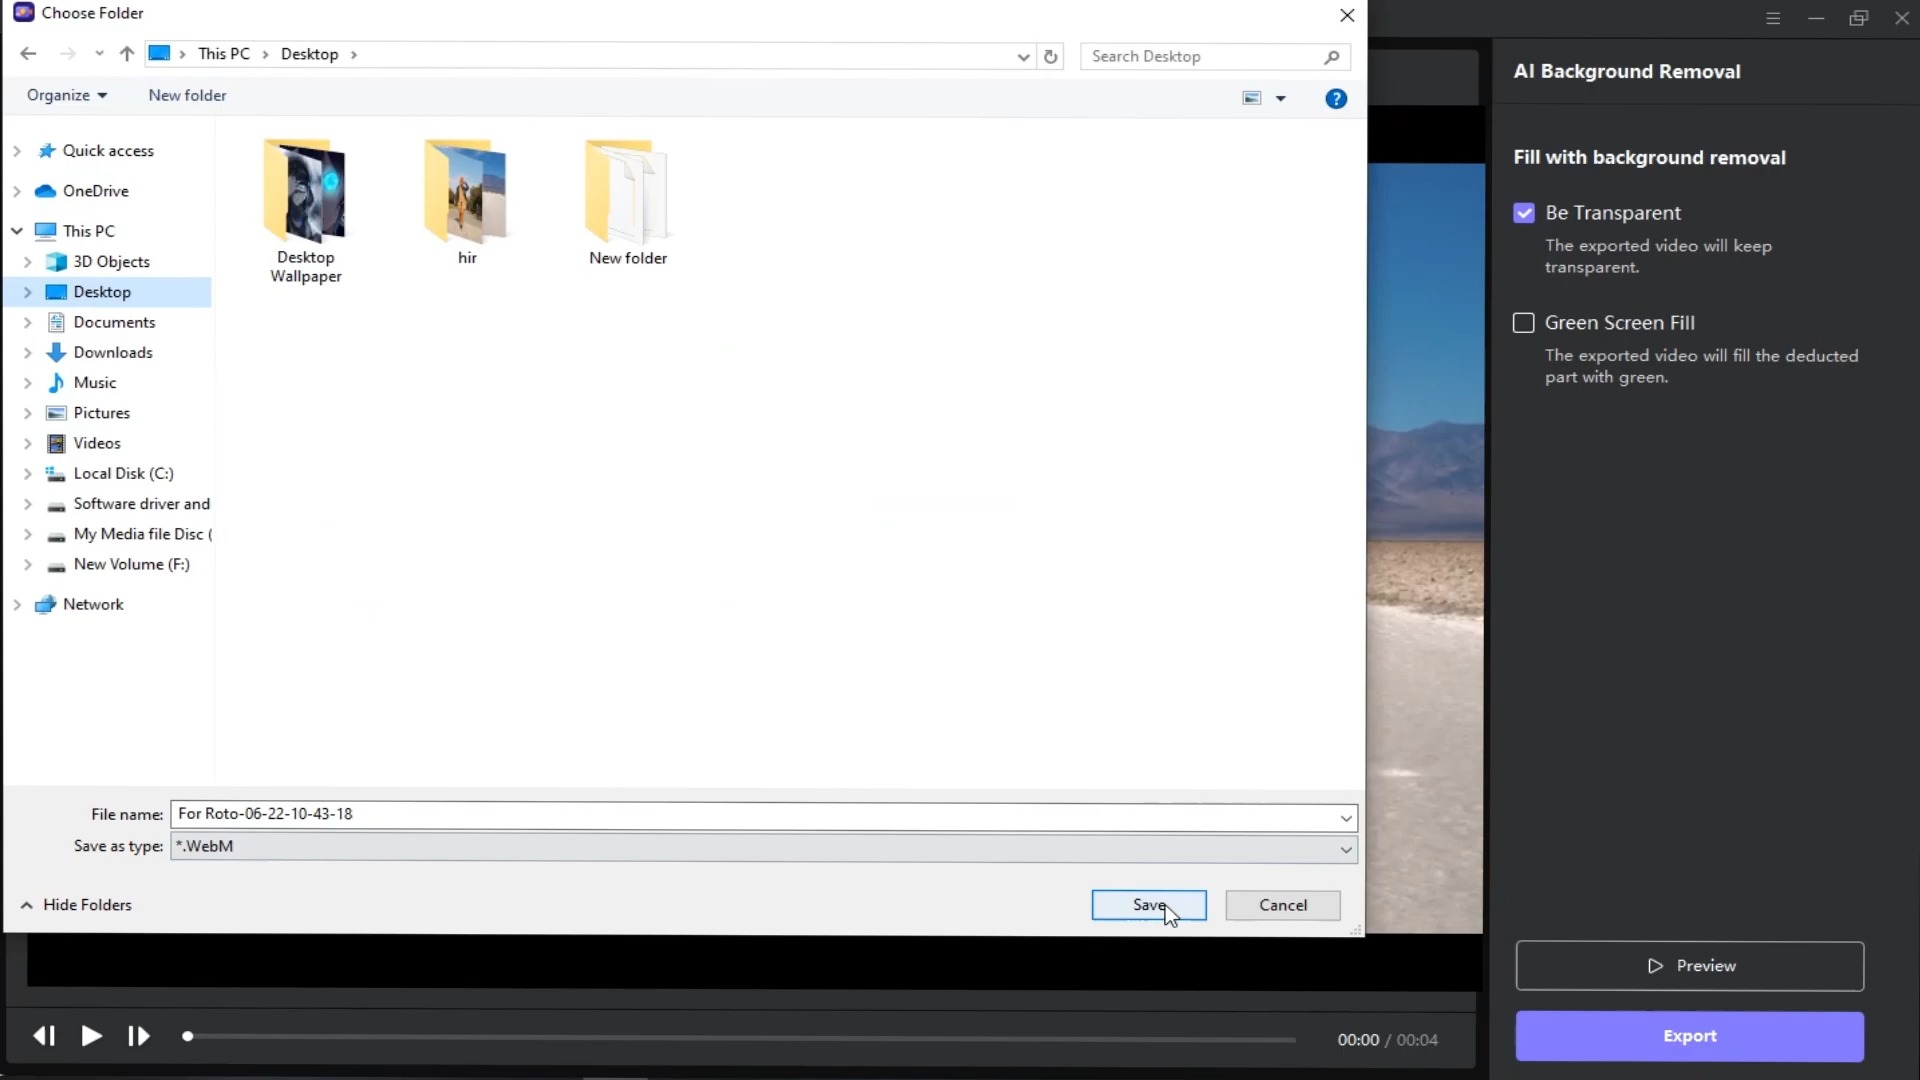 Choose Folder
This PC > Desktop >
Search Desktop
Organize
New folder
?
Quick access
OneDrive
This PC
3D Objects
Desktop
Documents
Downloads
Music
Pictures
Videos
Local Disk (C:)
Software driver and
My Media file Disc (
New Volume (F:)
Network
Desktop
Wallpaper
hir
New folder
File name: For Roto-06-22-10-43-18
Save as type: *.WebM
Hide Folders
Save
Cancel
00:00 / 00:04
AI Background Removal
Fill with background removal
Be Transparent
The exported video will keep
transparent.
Green Screen Fill
The exported video will fill the deducted
part with green.
Preview
Export